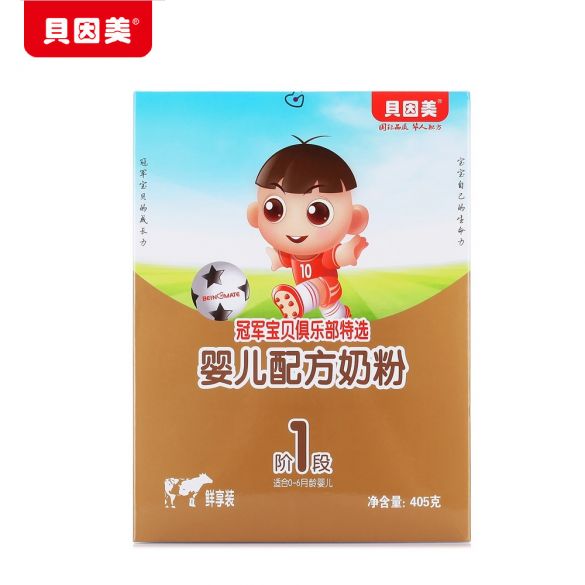 貝因美®
貝因美®
国际品质 华人配方
冠军宝贝的成长力
宝宝自己的生命力
10
BEINGMATE
冠军宝贝俱乐部特选
婴儿配方奶粉
阶1段
适合0-6月龄婴儿
鲜享装
净含量: 405克